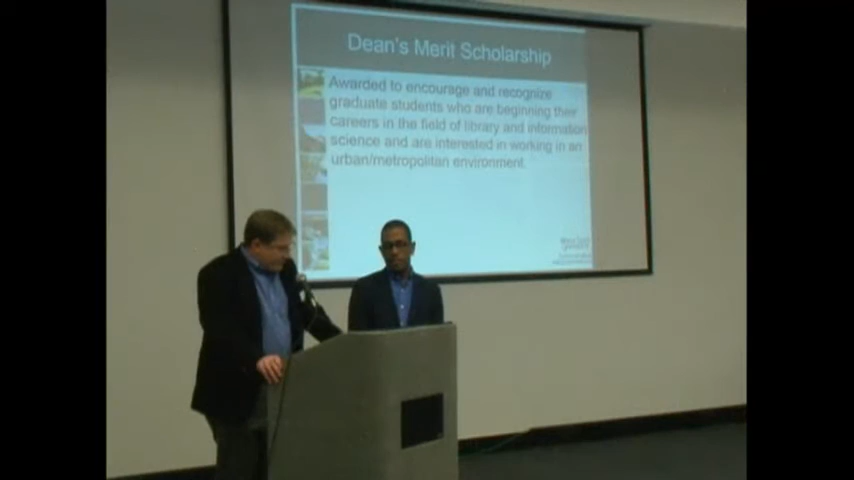 Dean's Merit Scholarship
Awarded to encourage and recognize
graduate students who are beginning their
careers in the field of library and information
science and are interested in working in an
urban/metropolitan environment.